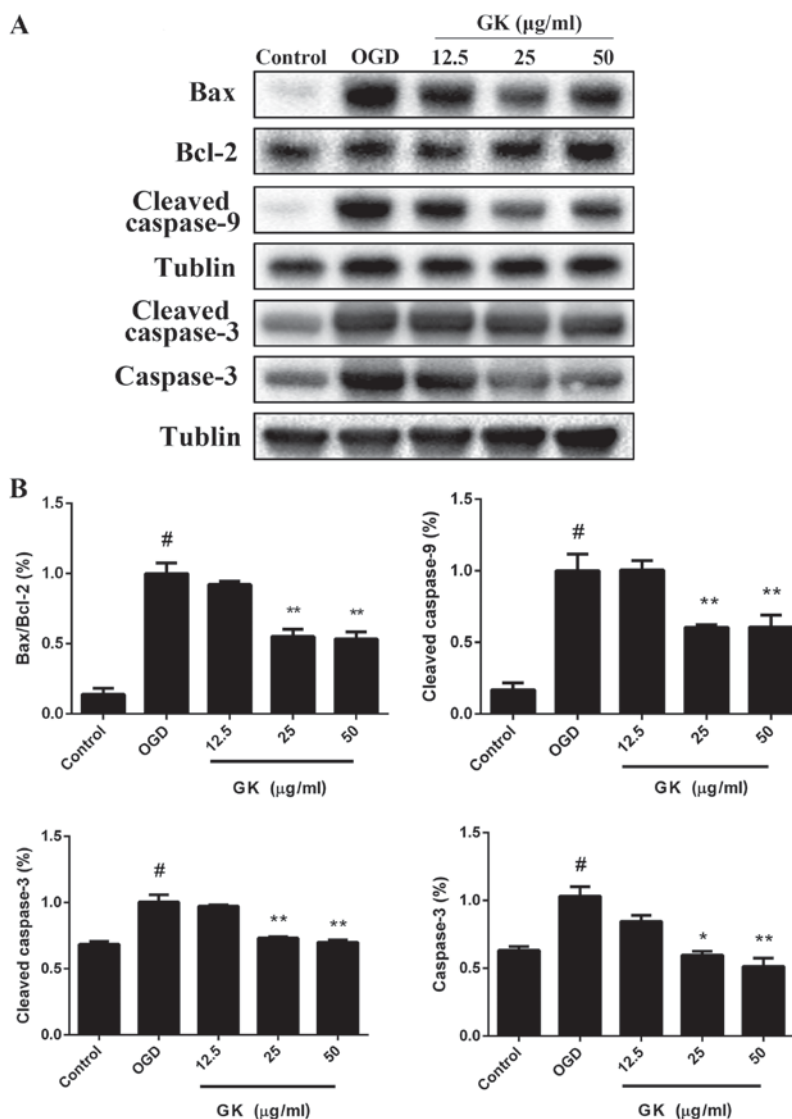 A
GK (μg/ml)
Control OGD 12.5 25 50
Bax
Bcl-2
Cleaved
caspase-9
Tublin
Cleaved
caspase-3
Caspase-3
Tublin
B
Bax/Bcl-2 (%)
1.5
1.0
0.5
0.0
#
**
**
Control OGD 12.5 25 50
GK (μg/ml)
Cleaved caspase-9 (%)
1.5
1.0
0.5
0.0
#
**
**
Control OGD 12.5 25 50
GK (μg/ml)
Cleaved caspase-3 (%)
1.5
1.0
0.5
0.0
#
**
**
Control OGD 12.5 25 50
GK (μg/ml)
Caspase-3 (%)
1.5
1.0
0.5
0.0
#
*
**
Control OGD 12.5 25 50
GK (μg/ml)